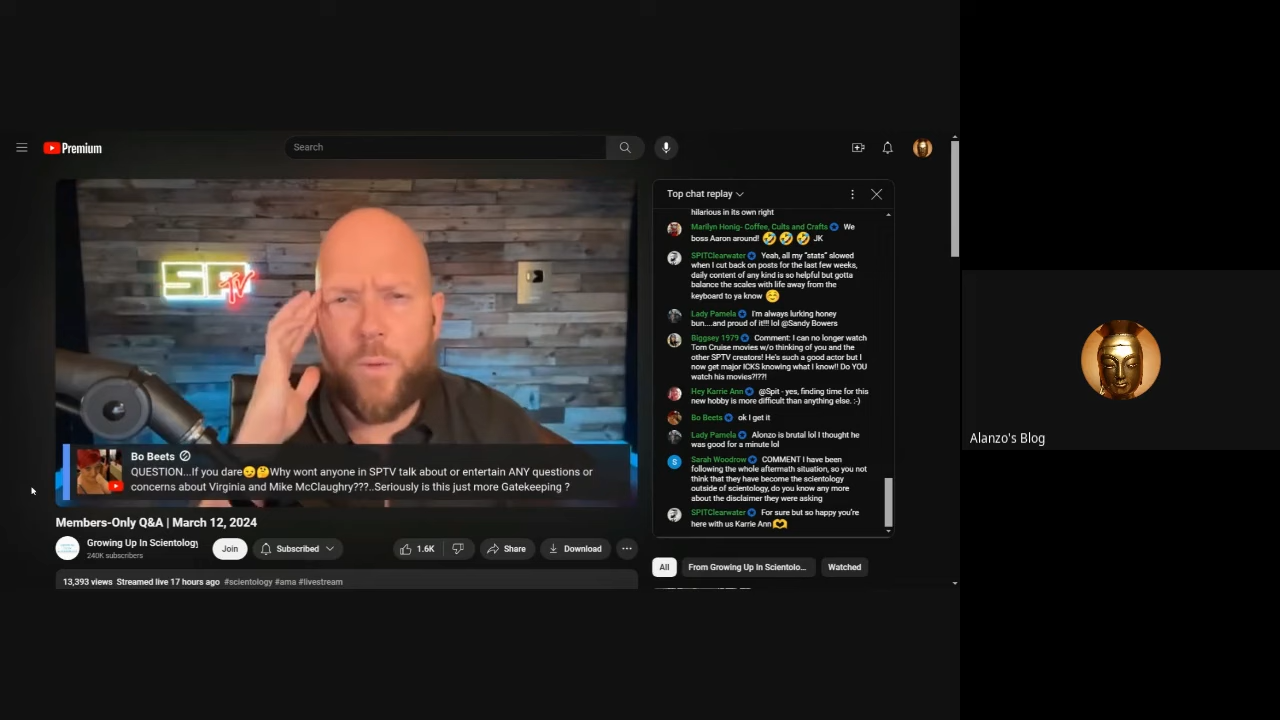 Premium
Search
SP
TV
Bo Beets
QUESTION...If you dare😏🤔Why wont anyone in SPTV talk about or entertain ANY questions or
concerns about Virginia and Mike McClaughry???..Seriously is this just more Gatekeeping ?
Members-Only Q&A | March 12, 2024
Growing Up In Scientology
240K subscribers
Join
Subscribed
1.6K
Share
Download
13,393 views Streamed live 17 hours ago #scientology #ama #livestream
Top chat replay
hilarious in its own right
Marilyn Honig- Coffee, Cults and Crafts We
boss Aaron around! 🤣 🤣 🤣 JK
SPITClearwater Yeah, all my "stats" slowed
when I cut back on posts for the last few weeks,
daily content of any kind is so helpful but gotta
balance the scales with life away from the
keyboard to ya know ☺️
Lady Pamela I'm always lurking honey
bun....and proud of it!!! lol @Sandy Bowers
Biggsey 1979 Comment: I can no longer watch
Tom Cruise movies w/o thinking of you and the
other SPTV creators! He's such a good actor but I
now get major ICKS knowing what I know!! Do YOU
watch his movies?!??!
Hey Karrie Ann @Spit - yes, finding time for this
new hobby is more difficult than anything else. :-)
Bo Beets ok I get it
Lady Pamela Alonzo is brutal lol I thought he
was good for a minute lol
S
Sarah Woodrow COMMENT I have been
following the whole aftermath situation, so you not
think that they have become the scientology
outside of scientology, do you know any more
about the disclaimer they were asking
SPITClearwater For sure but so happy you're
here with us Karrie Ann🫶
All
From Growing Up In Scientolo...
Watched
Alanzo's Blog